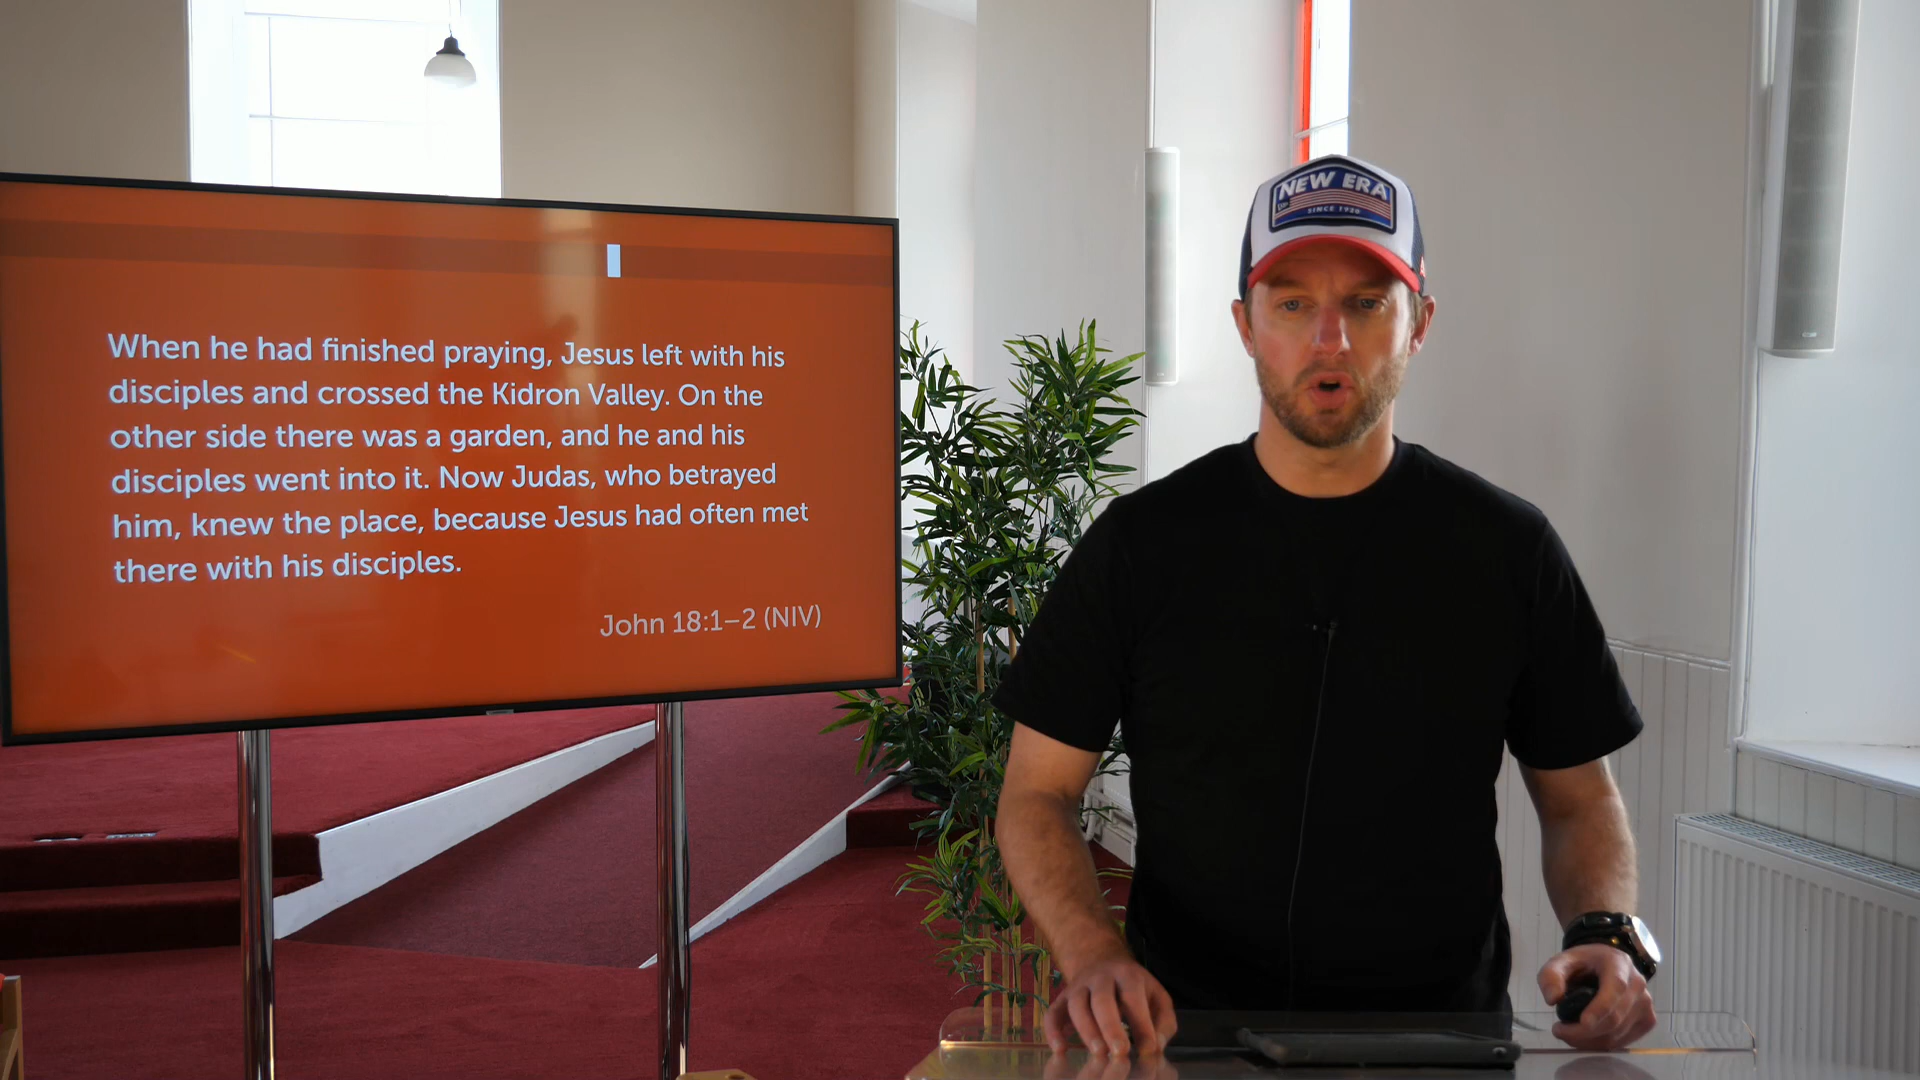 When he had finished praying, Jesus left with his
disciples and crossed the Kidron Valley. On the
other side there was a garden, and he and his
disciples went into it. Now Judas, who betrayed
him, knew the place, because Jesus had often met
there with his disciples.
John 18:1–2 (NIV)
NEW ERA
SINCE 1920